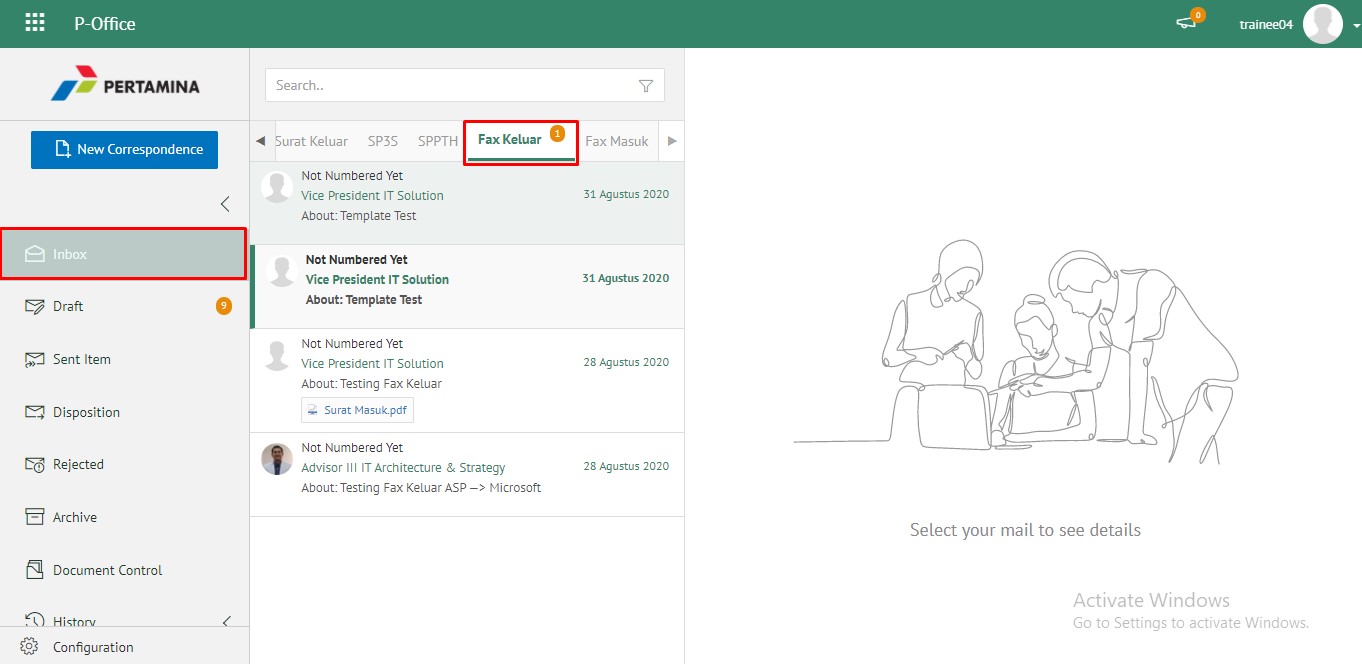 P-Office
0
trainee04
PERTAMINA
New Correspondence
Inbox
Draft
9
Sent Item
Disposition
Rejected
Archive
Document Control
History
Configuration
Search..
Surat Keluar
SP3S
SPPTH
Fax Keluar
1
Fax Masuk
Not Numbered Yet
Vice President IT Solution
31 Agustus 2020
About: Template Test
Not Numbered Yet
Vice President IT Solution
31 Agustus 2020
About: Template Test
Not Numbered Yet
Vice President IT Solution
28 Agustus 2020
About: Testing Fax Keluar
Surat Masuk.pdf
Not Numbered Yet
Advisor III IT Architecture & Strategy
28 Agustus 2020
About: Testing Fax Keluar ASP —> Microsoft
Select your mail to see details
Activate Windows
Go to Settings to activate Windows.